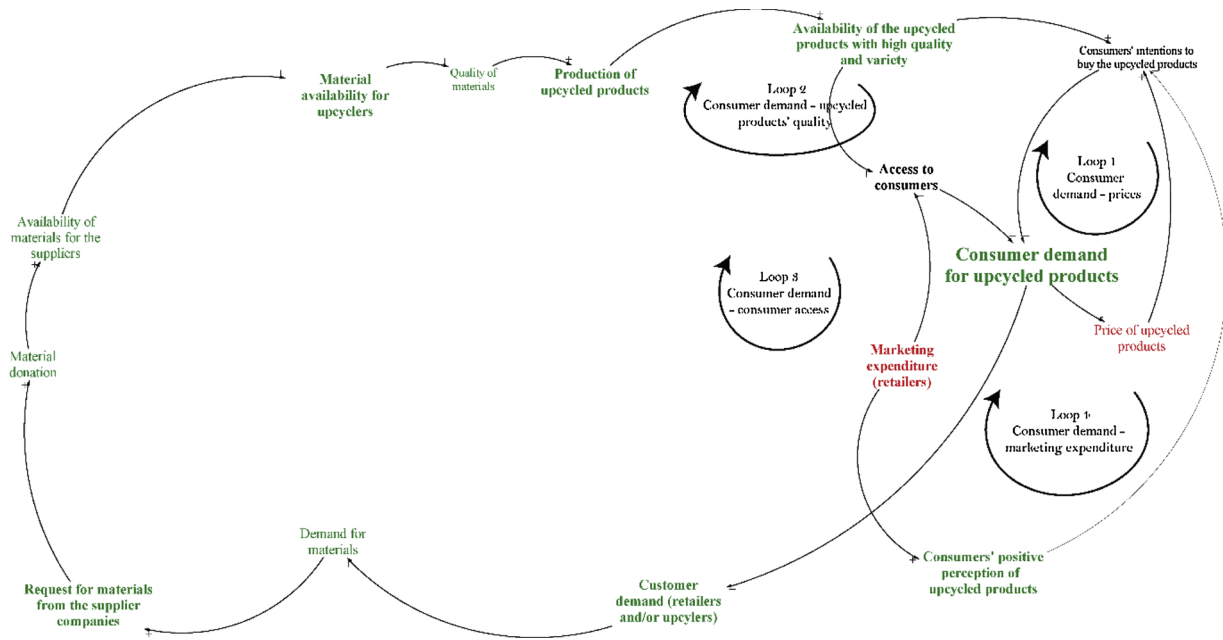 Availability of the upcycled
products with high quality
and variety
Consumers' intentions to
buy the upcycled products
Material
availability for
upcyclers
Quality of
materials
Production of
upcycled products
Loop 2
Consumer demand – upcycled
products' quality
Loop 1
Consumer
demand – prices
Access to
consumers
Availability of
materials for the
suppliers
Consumer demand
for upcycled products
Loop 3
Consumer demand
– consumer access
Price of upcycled
products
Marketing
expenditure
(retailers)
Material
donation
Loop 4
Consumer demand –
marketing expenditure
Demand for
materials
Consumers' positive
perception of
upcycled products
Request for materials
from the supplier
companies
Customer
demand (retailers
and/or upcylers)